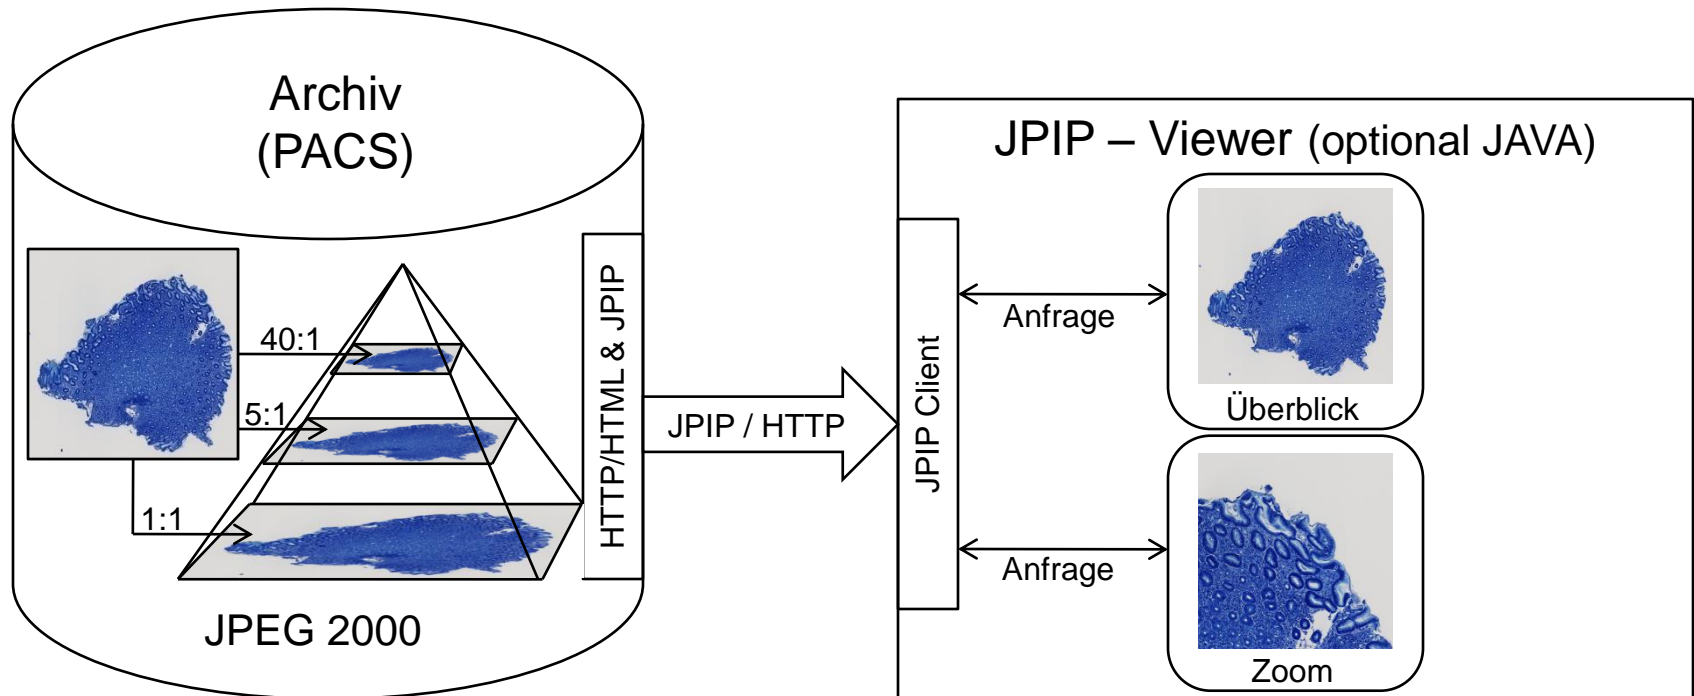 Archiv
(PACS)
40:1
5:1
1:1
JPEG 2000
HTTP/HTML & JPIP
JPIP / HTTP
JPIP – Viewer (optional JAVA)
JPIP Client
Anfrage
Überblick
Anfrage
Zoom